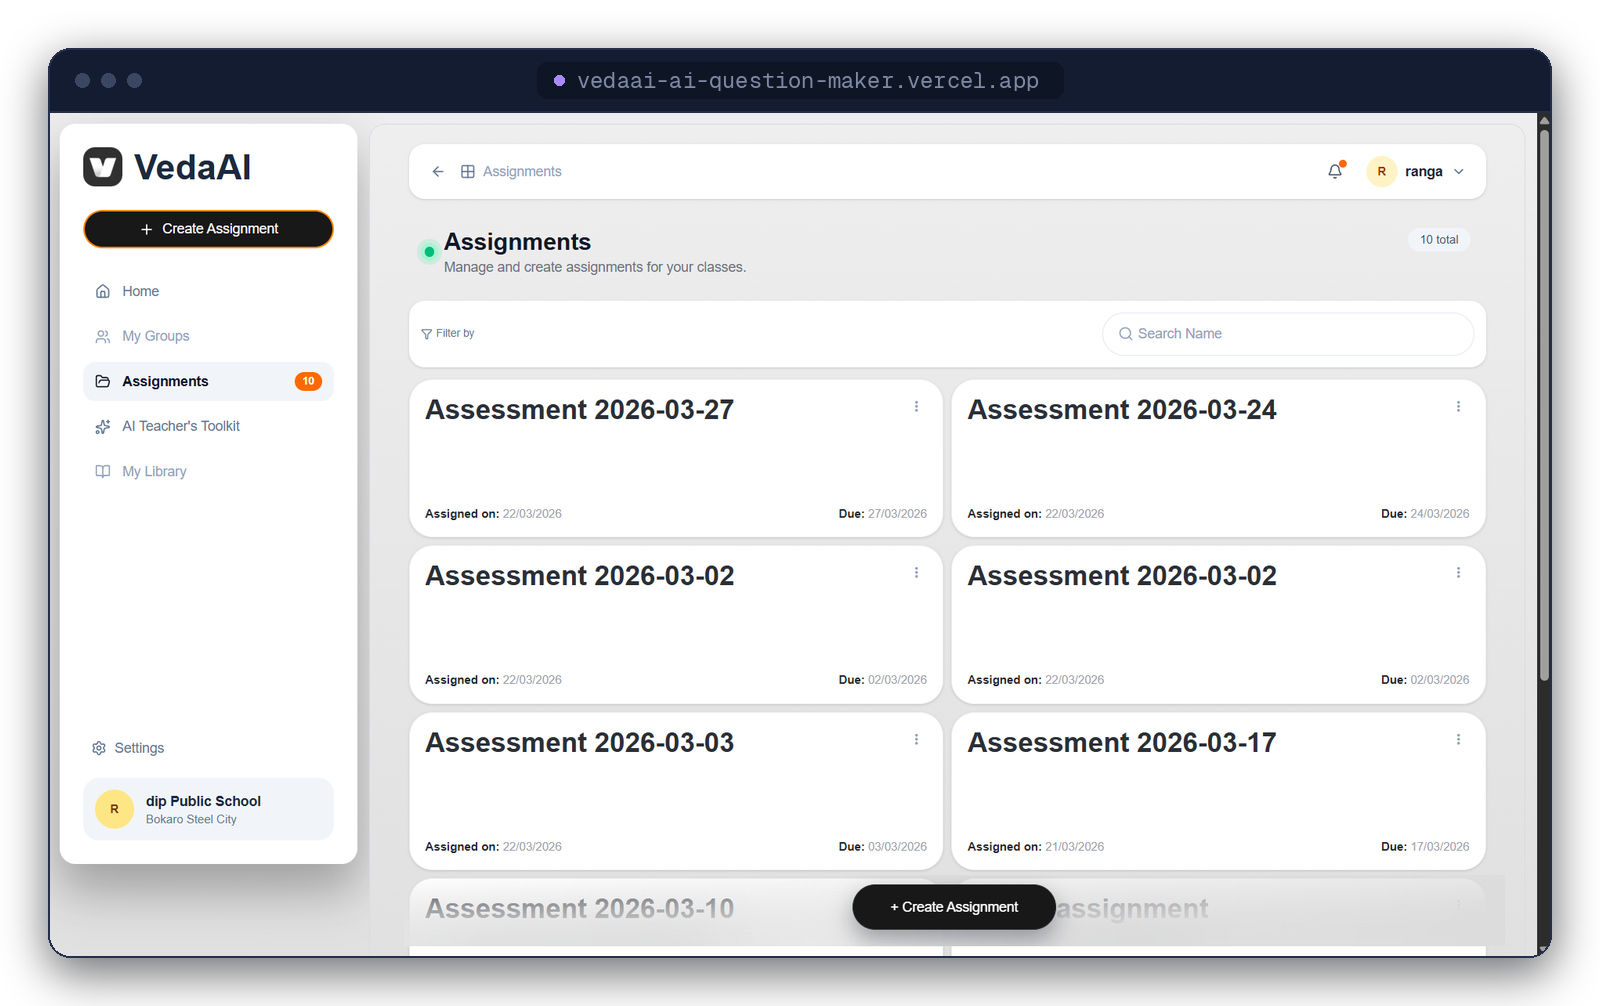 vedaai-ai-question-maker.vercel.app
VedaAI
+ Create Assignment
Home
My Groups
Assignments 10
AI Teacher's Toolkit
My Library
Settings
R
dip Public School
Bokaro Steel City
Assignments
R ranga
Assignments
Manage and create assignments for your classes.
10 total
Filter by
Search Name
Assessment 2026-03-27
Assigned on: 22/03/2026 Due: 27/03/2026
Assessment 2026-03-24
Assigned on: 22/03/2026 Due: 24/03/2026
Assessment 2026-03-02
Assigned on: 22/03/2026 Due: 02/03/2026
Assessment 2026-03-02
Assigned on: 22/03/2026 Due: 02/03/2026
Assessment 2026-03-03
Assigned on: 22/03/2026 Due: 03/03/2026
Assessment 2026-03-17
Assigned on: 21/03/2026 Due: 17/03/2026
Assessment 2026-03-10
assignment
+ Create Assignment